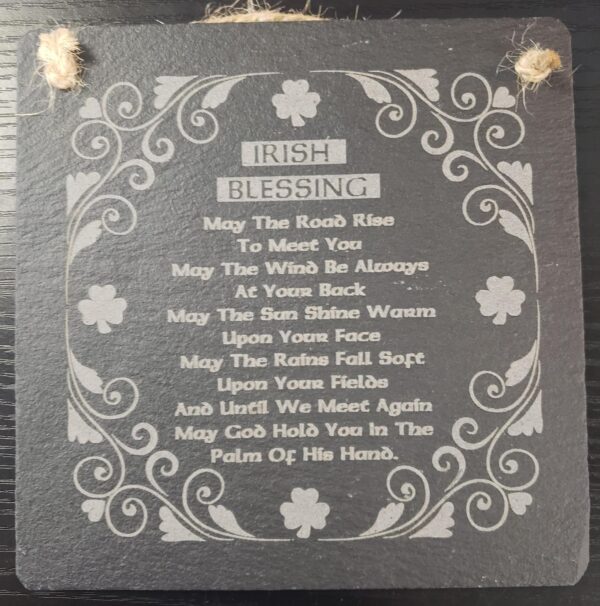 IRISH
BLESSING
May The Road Rise
To Meet You
May The Wind Be Always
At Your Back
May The Sun Shine Warm
Upon Your Face
May The Rains Fall Soft
Upon Your Fields
And Until We Meet Again
May God Hold You In The
Palm Of His Hand.